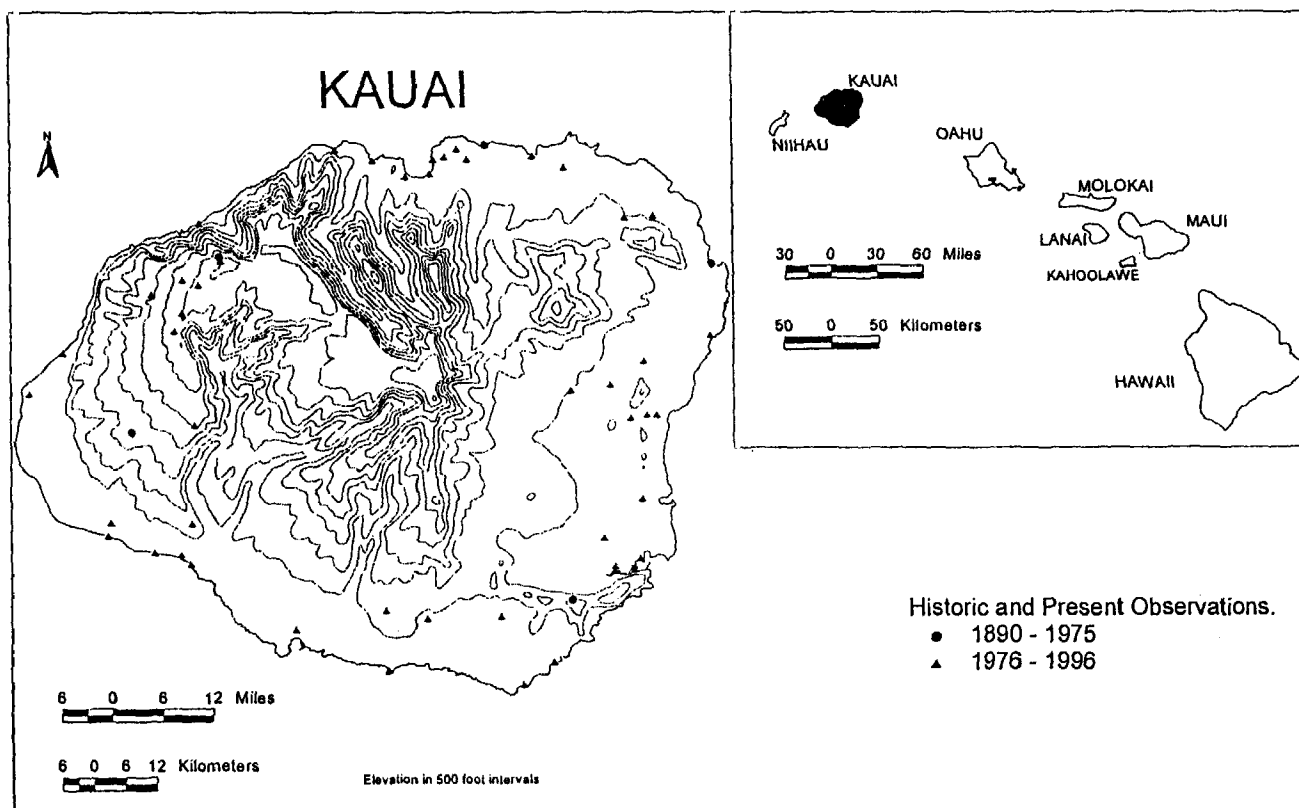 KAUAI
N
6 0 6 12 Miles
6 0 6 12 Kilometers
Elevation in 500 foot intervals
KAUAI
NIIHAU
OAHU
MOLOKAI
MAUI
LANAI
KAHOOLAWE
HAWAII
30 0 30 60 Miles
50 0 50 Kilometers
Historic and Present Observations.
1890 - 1975
1976 - 1996